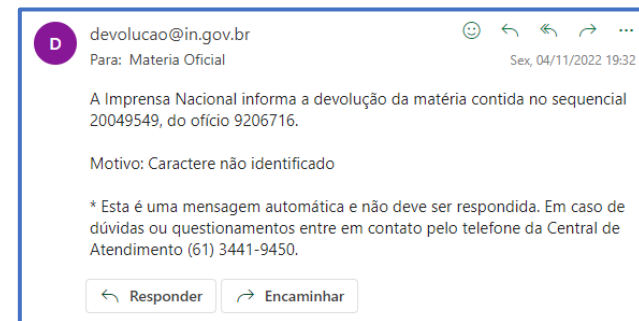 D
devolucao@in.gov.br
Para: Materia Oficial
Sex, 04/11/2022 19:32
A Imprensa Nacional informa a devolução da matéria contida no sequencial
20049549, do ofício 9206716.
Motivo: Caractere não identificado
* Esta é uma mensagem automática e não deve ser respondida. Em caso de
dúvidas ou questionamentos entre em contato pelo telefone da Central de
Atendimento (61) 3441-9450.
Responder
Encaminhar